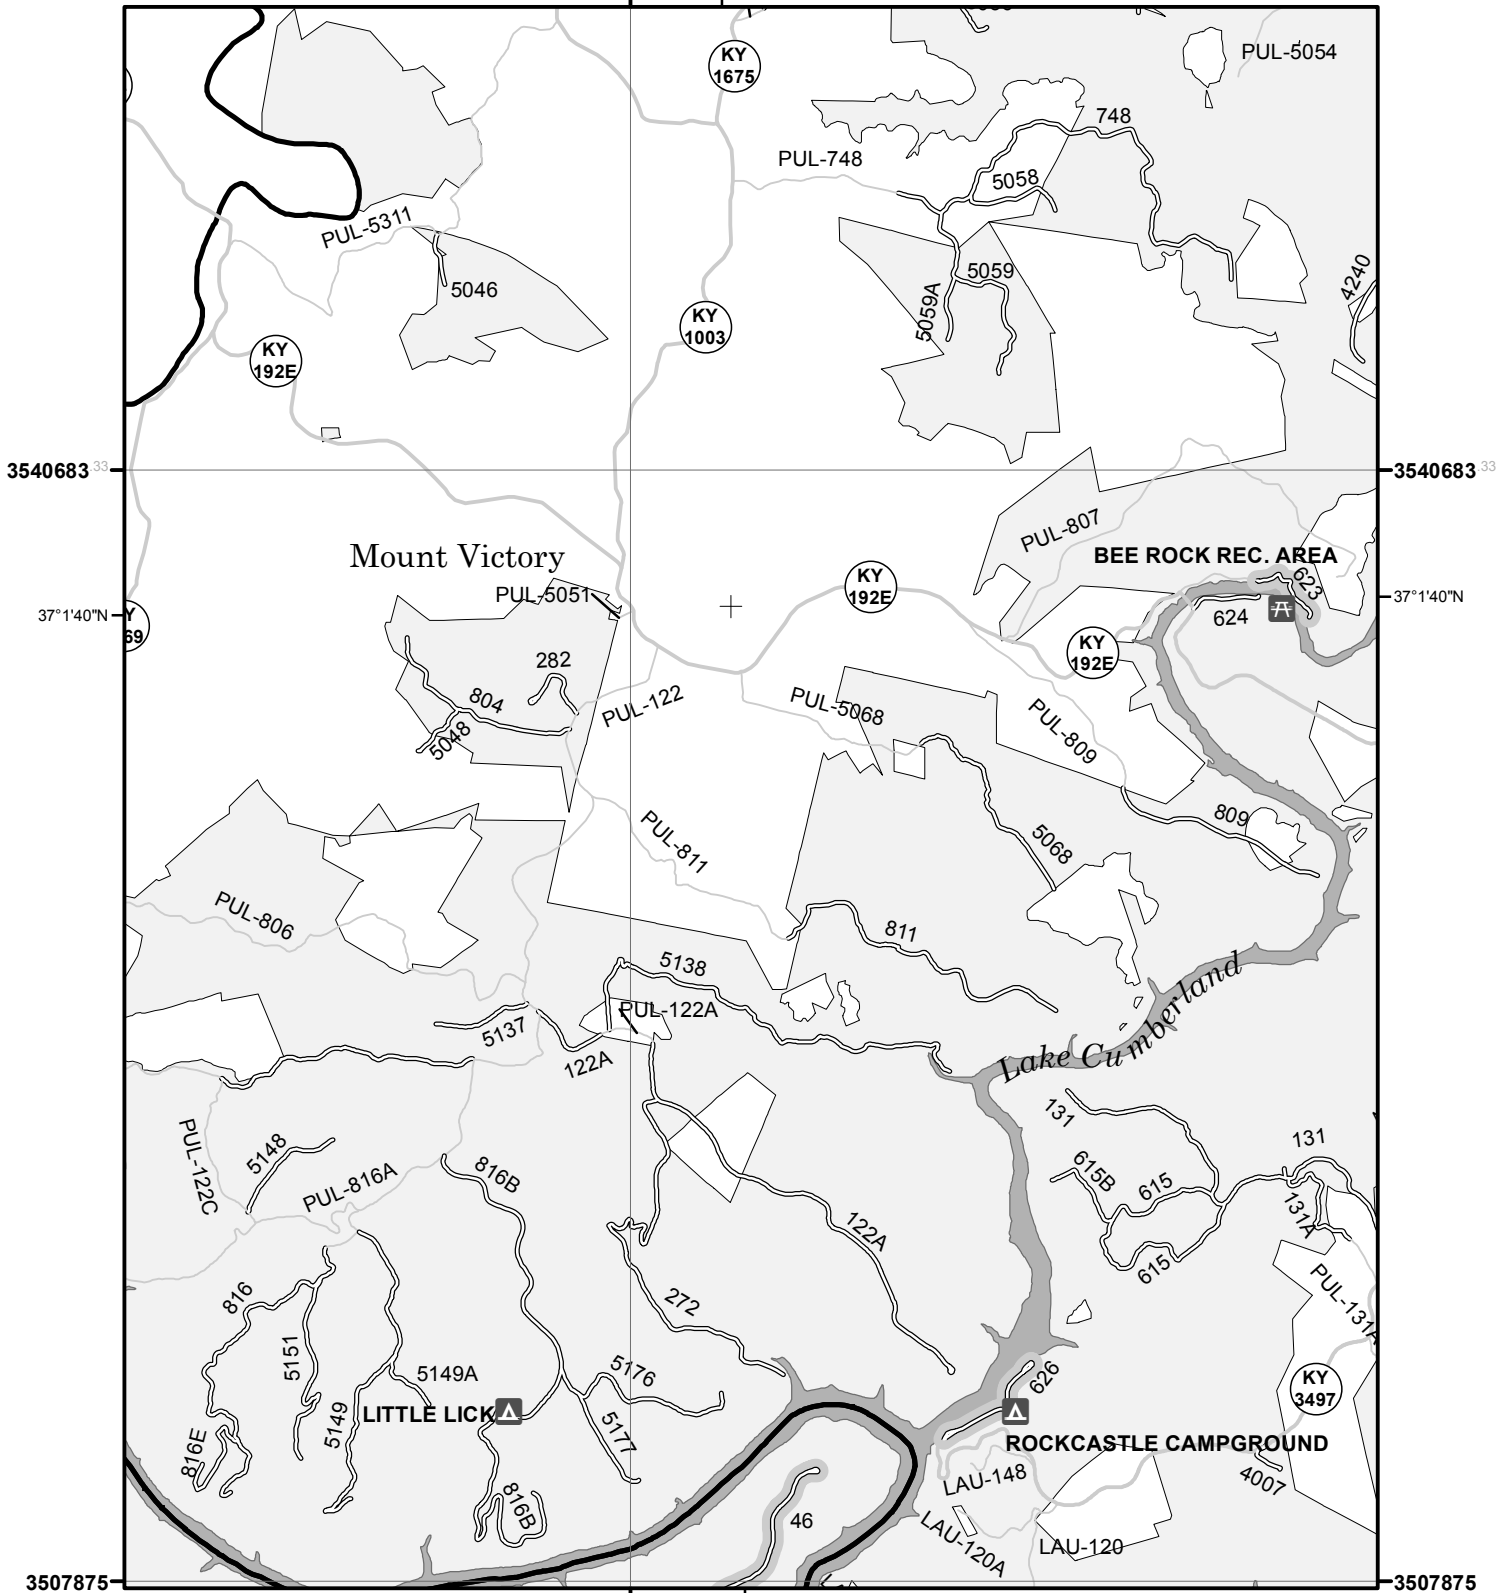 KY
1675
PUL-5054
748
PUL-748
5058
PUL-5311
5046
5059
5059A
4240
KY
1003
KY
192E
3540683.33
3540683.33
PUL-807
Mount Victory
BEE ROCK REC. AREA
PUL-5051
KY
192E
623
37°1'40"N
37°1'40"N
69
624
KY
192E
282
804
5048
PUL-122
PUL-5068
PUL-809
809
PUL-811
5068
PUL-806
811
5138
Lake Cumberland
PUL-122A
5137
122A
131
131
PUL-122C
5148
PUL-816A
816B
615B
615
131A
122A
615
816
272
PUL-131A
5151
5149A
5176
626
KY
3497
LITTLE LICK
5149
5177
816E
ROCKCASTLE CAMPGROUND
LAU-148
4007
816B
46
LAU-120A
LAU-120
3507875
3507875